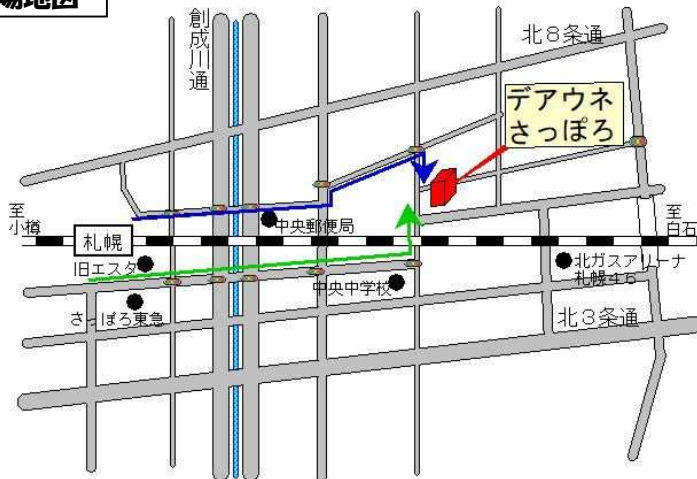 場地図
創成川通
北８条通
デアウネ
さっぽろ
至
小樽
札幌
中央郵便局
至
白石
旧エスタ
北ガスアリーナ
札幌４６
中央中学校
さっぽろ東急
北３条通